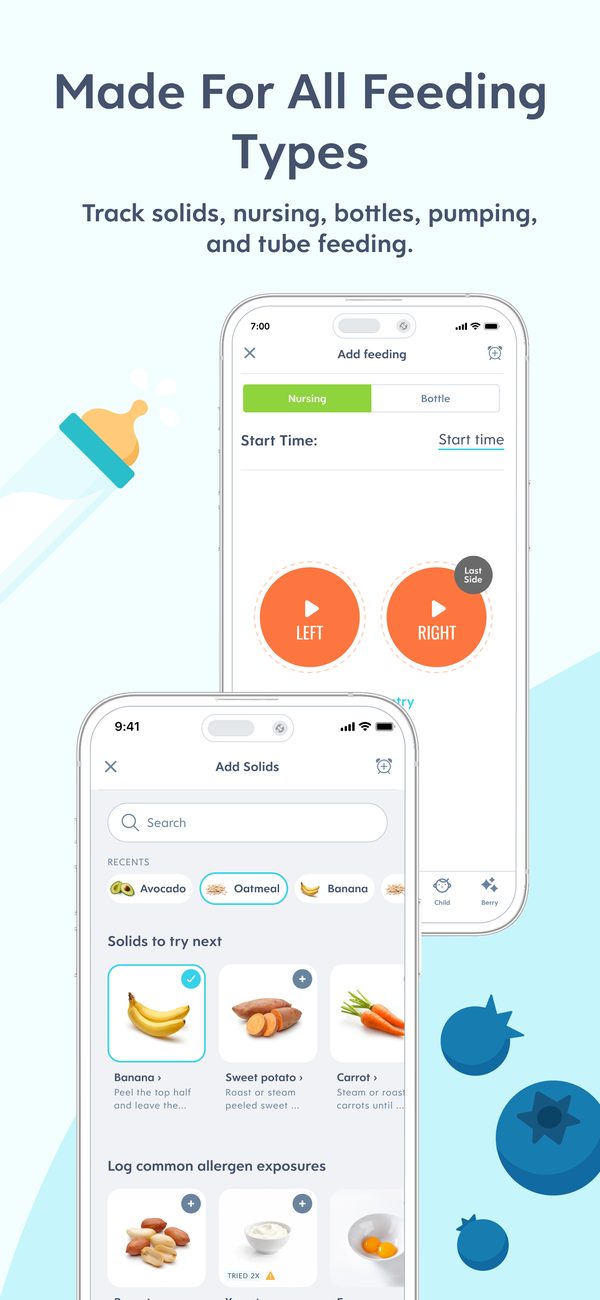 Made For All Feeding
Types
Track solids, nursing, bottles, pumping,
and tube feeding.
7:00
Add feeding
Nursing
Bottle
Start Time:
Start time
Last
Side
LEFT
RIGHT
Child
Berry
9:41
Add Solids
Search
RECENTS
Avocado
Oatmeal
Banana
Solids to try next
Banana ›
Sweet potato ›
Carrot ›
Peel the top half
and leave the...
Roast or steam
peeled sweet ...
Steam or roast
carrots until ...
Log common allergen exposures
TRIED 2X